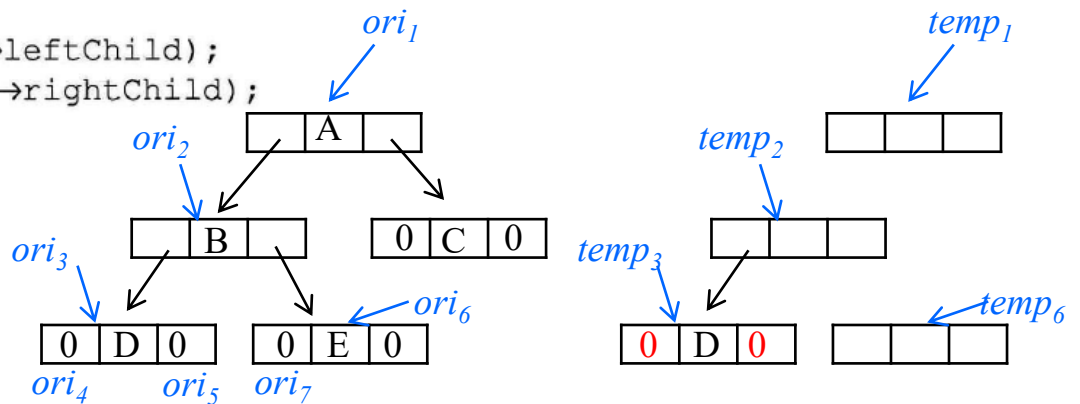 →leftChild);
→rightChild);
ori1 temp1
A
ori2 temp2
B 0 C 0
ori3 temp3
ori6 temp6
0 D 0 0 E 0 0 D 0
ori4 ori5 ori7